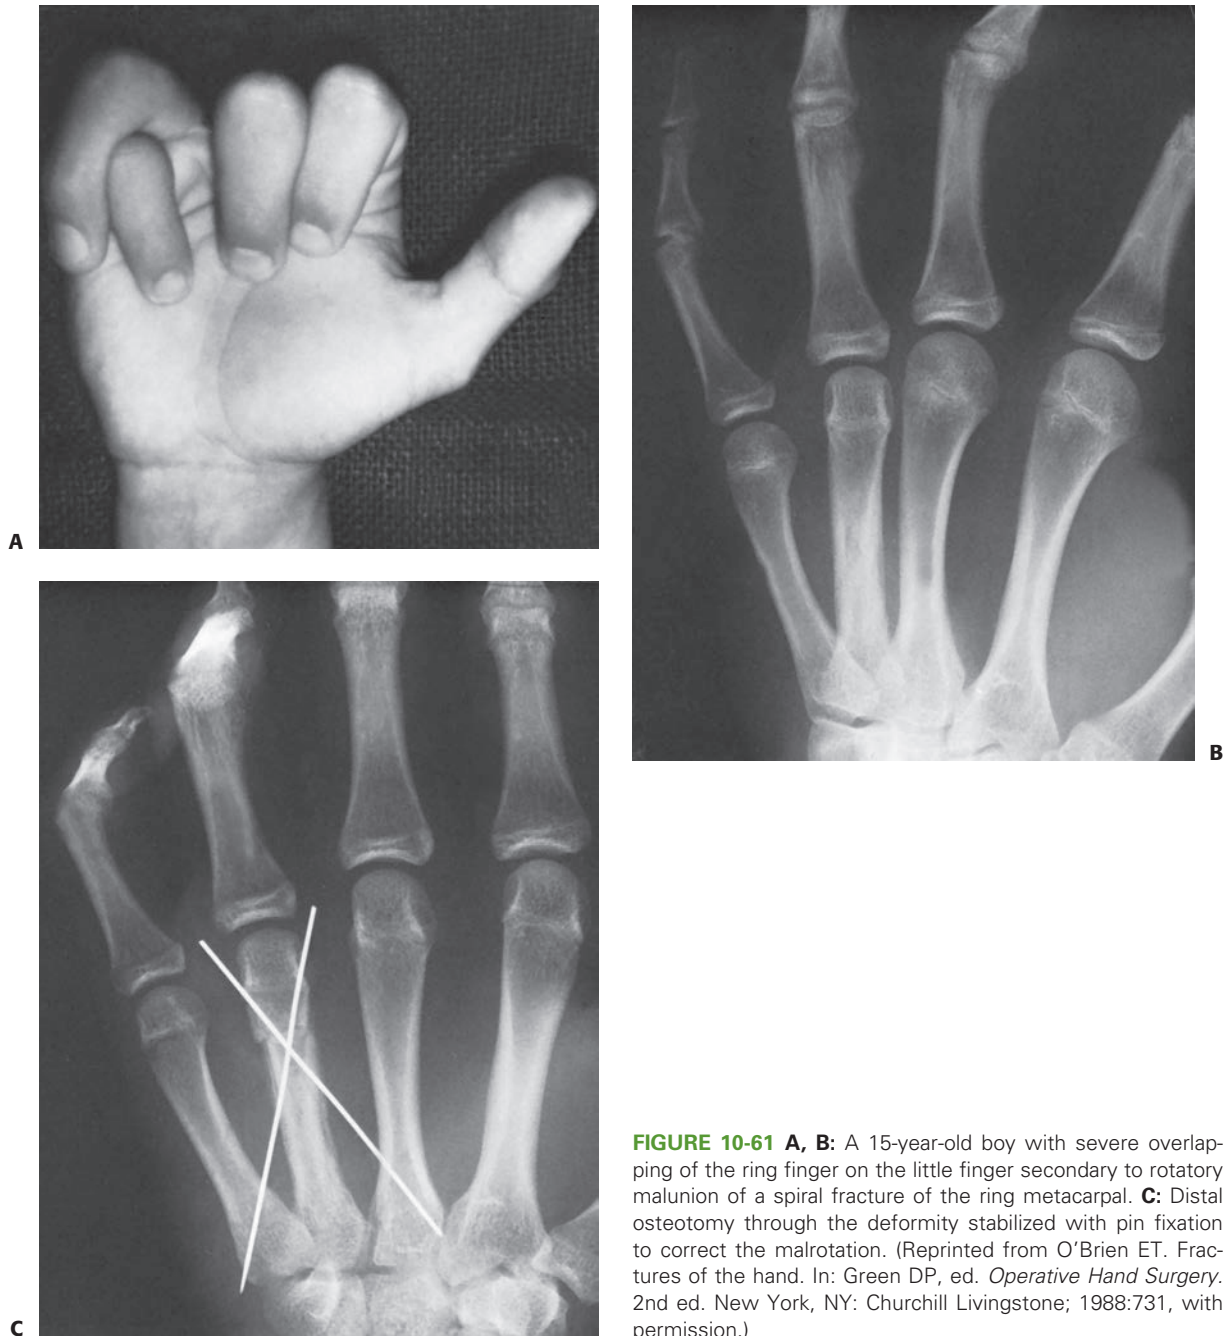 A
B
C
FIGURE 10-61 A, B: A 15-year-old boy with severe overlap-
ping of the ring finger on the little finger secondary to rotatory
malunion of a spiral fracture of the ring metacarpal. C: Distal
osteotomy through the deformity stabilized with pin fixation
to correct the malrotation. (Reprinted from O'Brien ET. Frac-
tures of the hand. In: Green DP, ed. Operative Hand Surgery.
2nd ed. New York, NY: Churchill Livingstone; 1988:731, with
permission.)